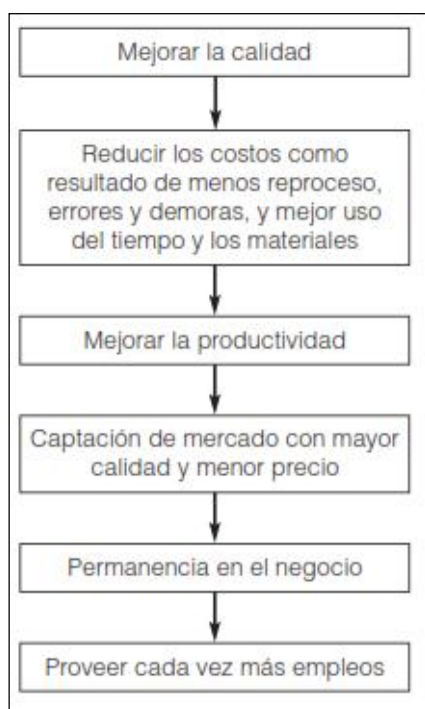 Mejorar la calidad
Reducir los costos como
resultado de menos reproceso,
errores y demoras, y mejor uso
del tiempo y los materiales
Mejorar la productividad
Captación de mercado con mayor
calidad y menor precio
Permanencia en el negocio
Proveer cada vez más empleos